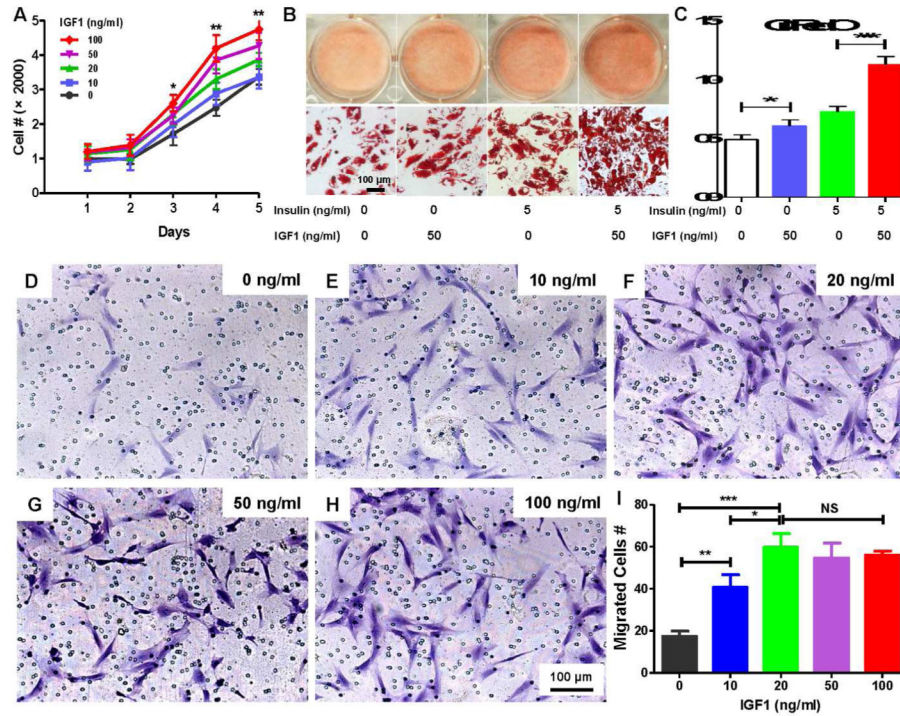 A
IGF1 (ng/ml)
100
50
20
10
0
Cell # (× 2000)
5
4
3
2
1
0
*
**
**
1 2 3 4 5
Days
B
100 µm
Insulin (ng/ml) 0 0 5 5
IGF1 (ng/ml) 0 50 0 50
C
*
Insulin (ng/ml) 0 0 5 5
IGF1 (ng/ml) 0 50 0 50
D 0 ng/ml
E 10 ng/ml
F 20 ng/ml
G 50 ng/ml
H 100 ng/ml
100 µm
I
Migrated Cells #
80
60
40
20
0
***
NS
*
**
0 10 20 50 100
IGF1 (ng/ml)